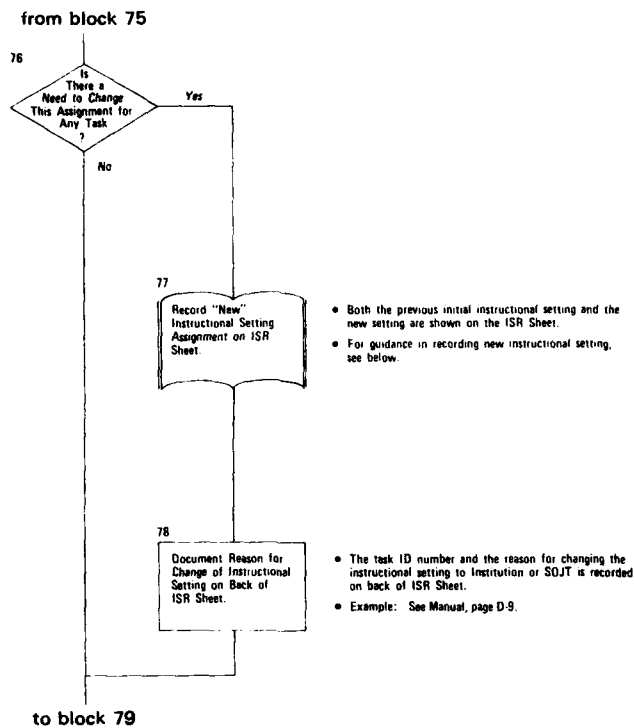 from block 75
76
Is
There a
Need to Change
This Assignment for
Any Task
?
Yes
No
77
Record "New"
Instructional Setting
Assignment on ISR
Sheet.
• Both the previous initial instructional setting and the
new setting are shown on the ISR Sheet.
• For guidance in recording new instructional setting,
see below.
78
Document Reason for
Change of Instructional
Setting on Back of
ISR Sheet.
• The task ID number and the reason for changing the
instructional setting to Institution or SOJT is recorded
on back of ISR Sheet.
• Example: See Manual, page D-9.
to block 79